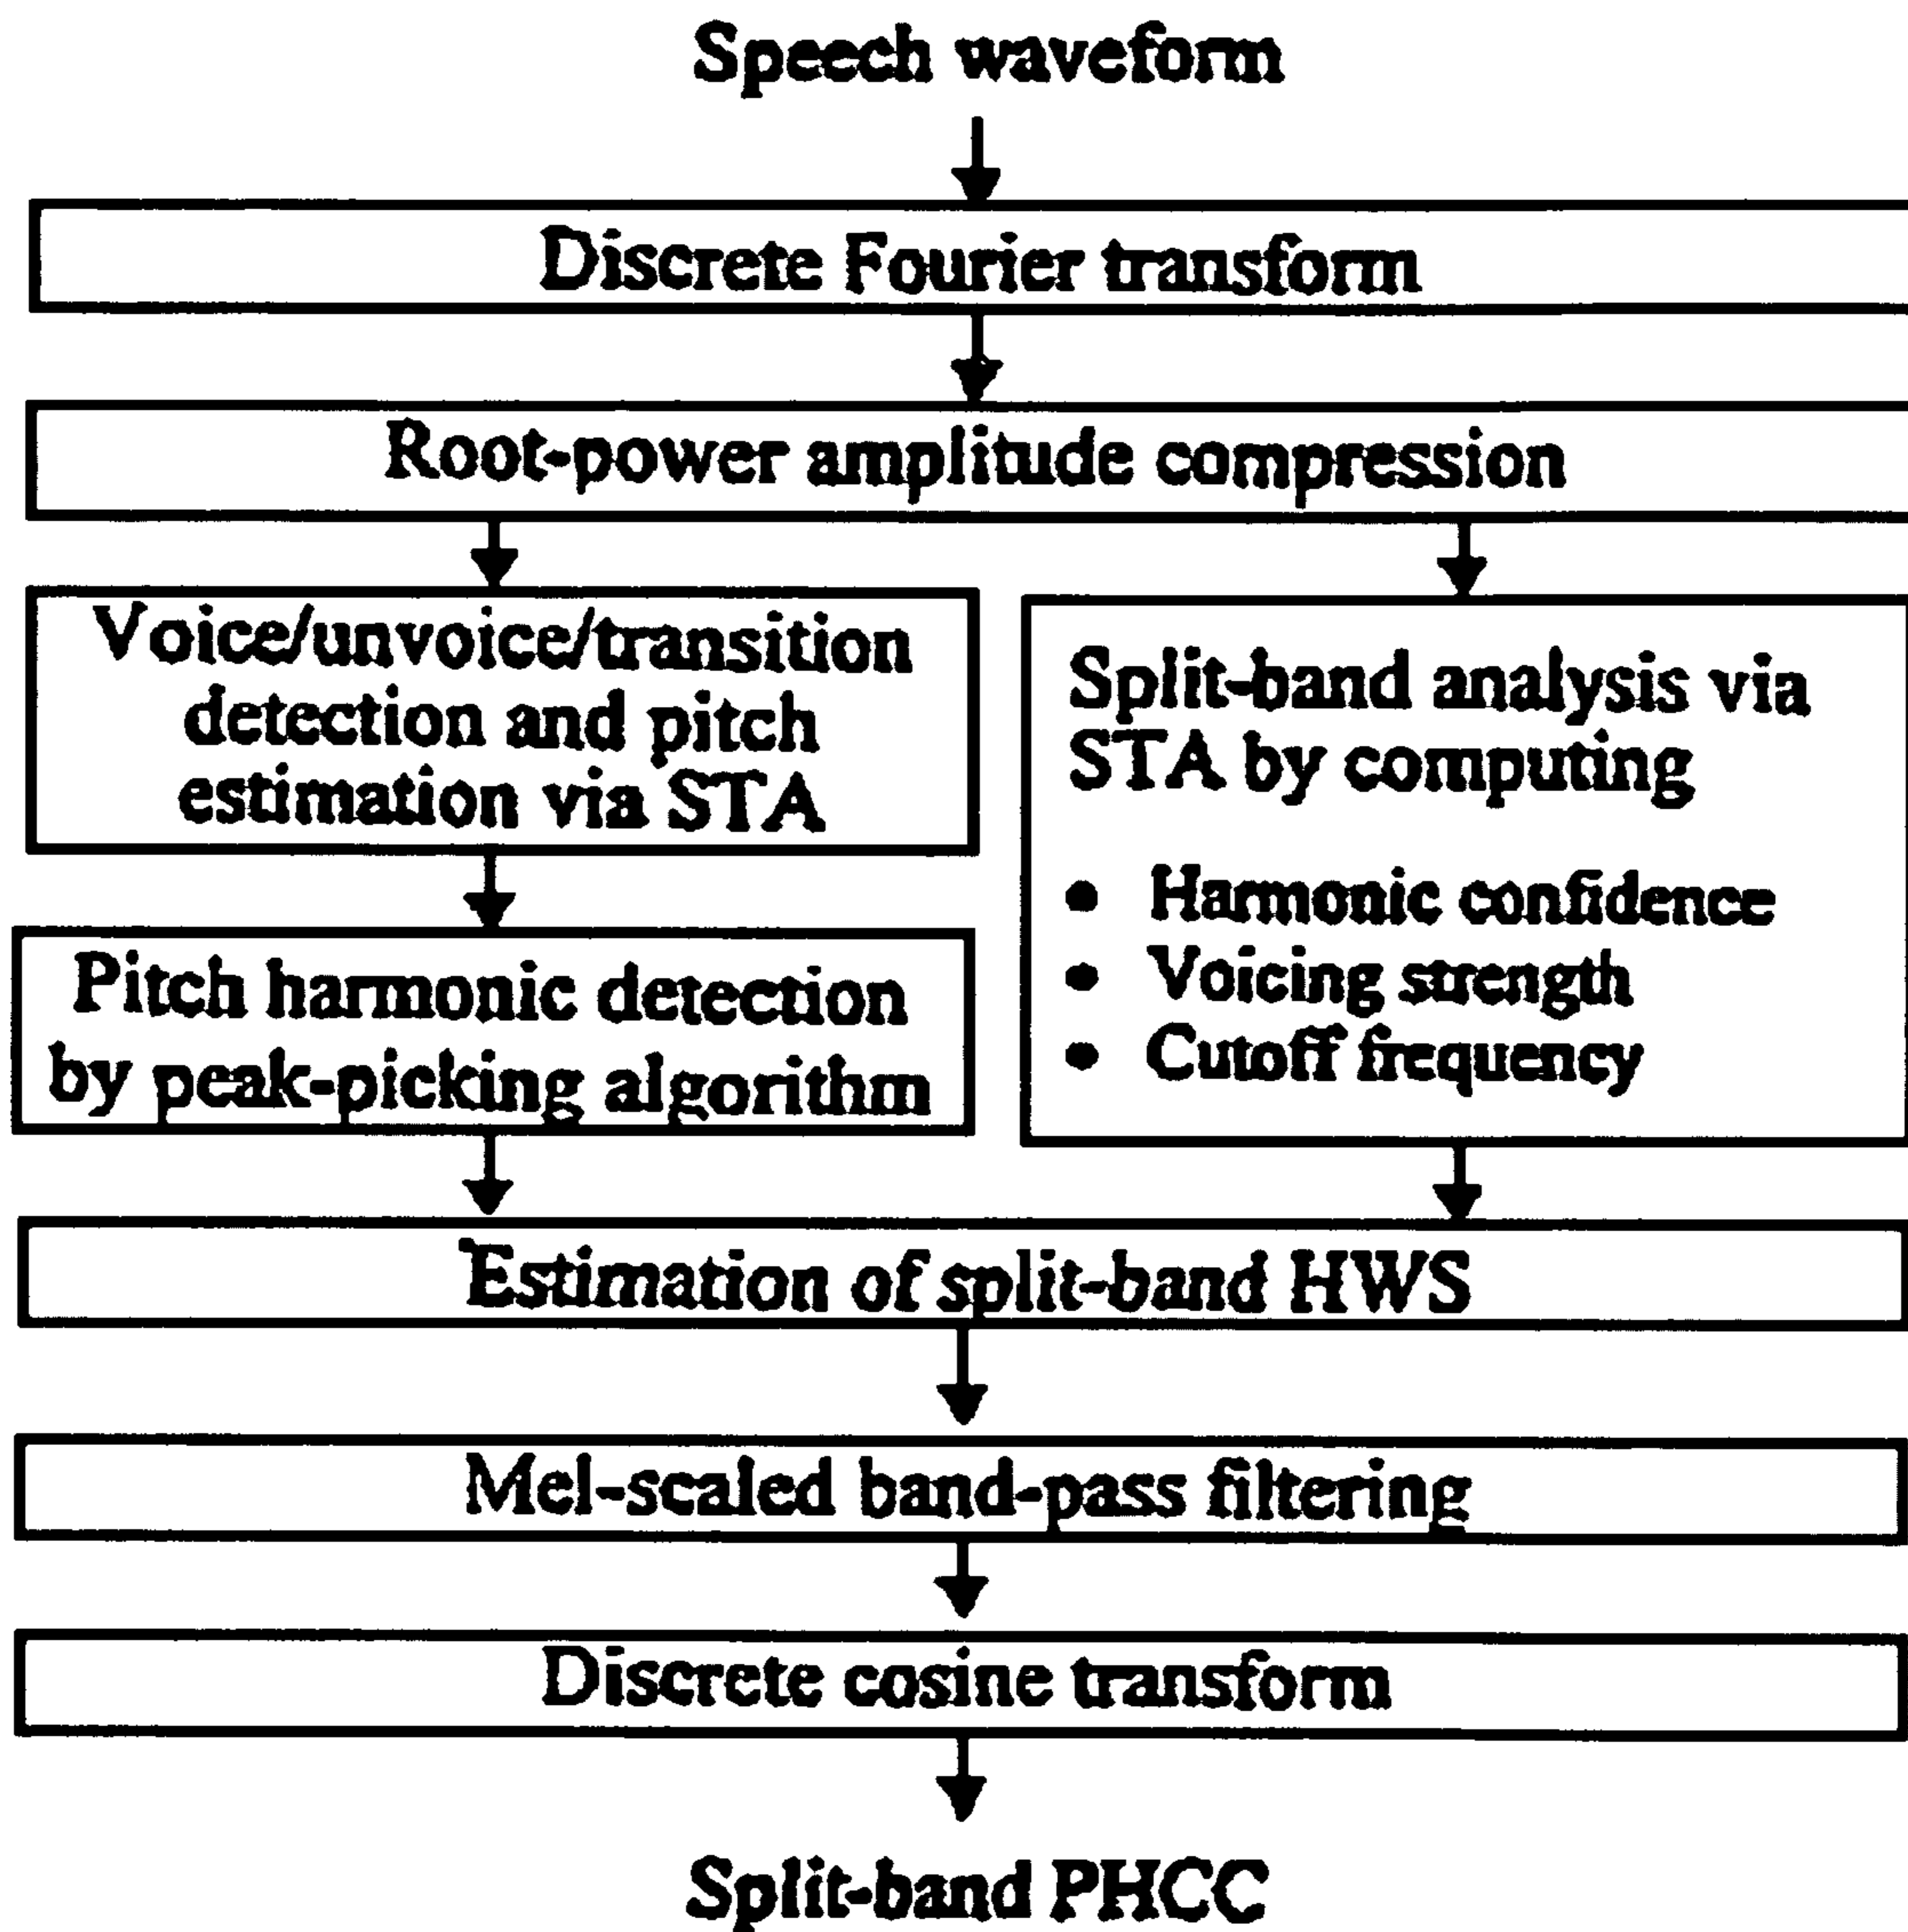 Speech waveform
Discrete Fourier transform
Root-power amplitude compression
Voice/unvoice/transition
detection and pitch
estimation via STA
Pitch harmonic detection
by peak-picking algorithm
Split-band analysis via
STA by computing
• Harmonic confidence
• Voicing strength
• Cutoff frequency
Estimation of split-band HWS
Mel-scaled band-pass filtering
Discrete cosine transform
Split-band PHCC